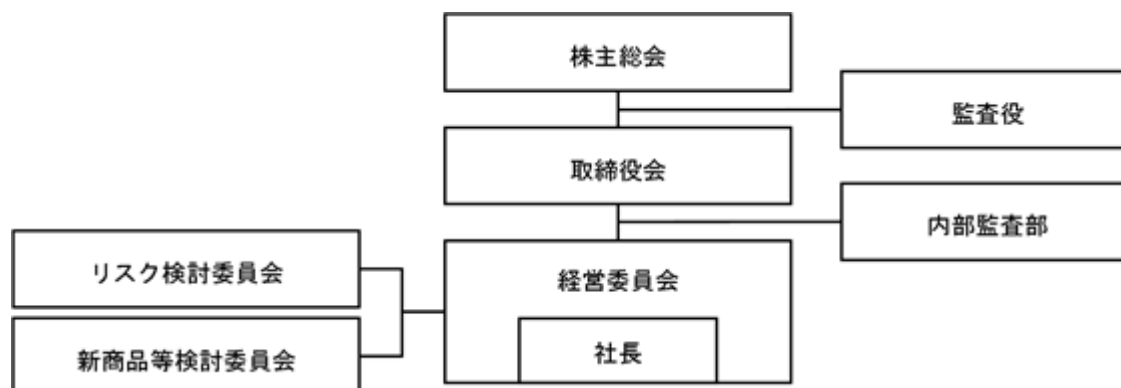 株主総会
監査役
取締役会
内部監査部
リスク検討委員会
経営委員会
新商品等検討委員会
社長